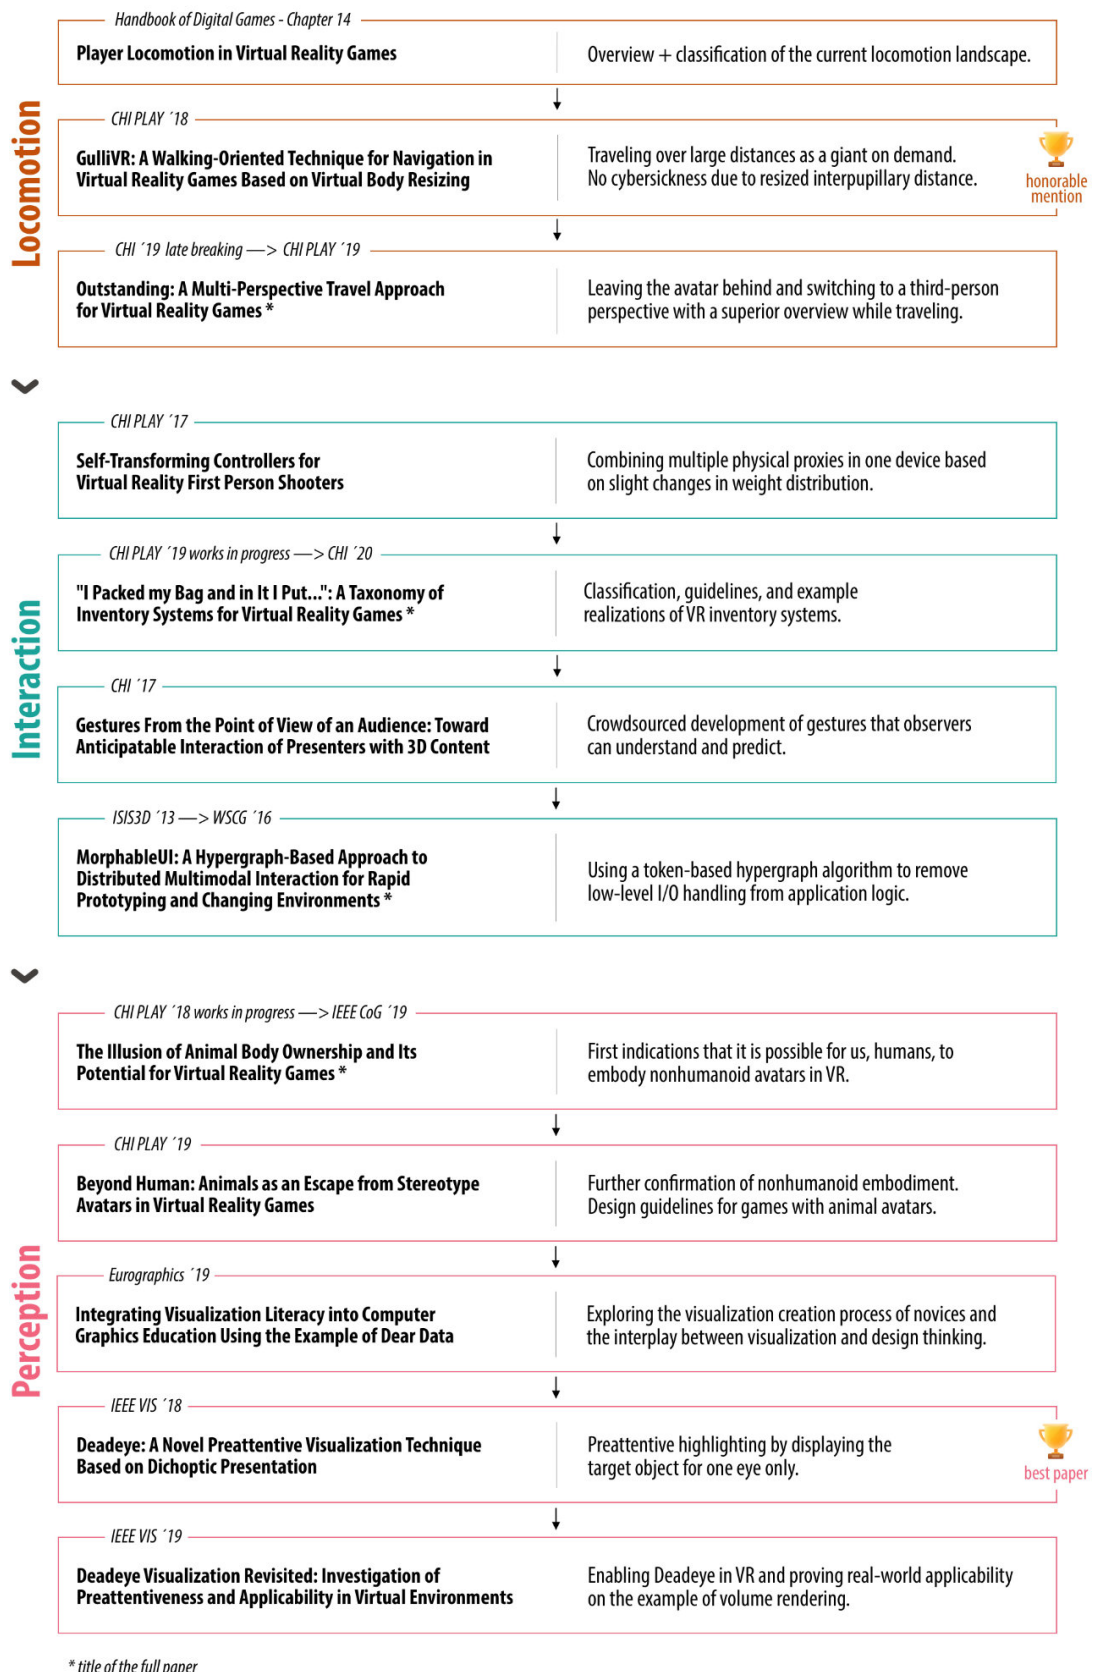 Handbook of Digital Games - Chapter 14
Player Locomotion in Virtual Reality Games
Overview + classification of the current locomotion landscape.
Locomotion
CHI PLAY ´18
GulliVR: A Walking-Oriented Technique for Navigation in
Virtual Reality Games Based on Virtual Body Resizing
Traveling over large distances as a giant on demand.
No cybersickness due to resized interpupillary distance.
honorable
mention
CHI ´19 late breaking —> CHI PLAY ´19
Outstanding: A Multi-Perspective Travel Approach
for Virtual Reality Games *
Leaving the avatar behind and switching to a third-person
perspective with a superior overview while traveling.
CHI PLAY ´17
Self-Transforming Controllers for
Virtual Reality First Person Shooters
Combining multiple physical proxies in one device based
on slight changes in weight distribution.
Interaction
CHI PLAY ´19 works in progress —> CHI ´20
"I Packed my Bag and in It I Put...": A Taxonomy of
Inventory Systems for Virtual Reality Games *
Classification, guidelines, and example
realizations of VR inventory systems.
CHI ´17
Gestures From the Point of View of an Audience: Toward
Anticipatable Interaction of Presenters with 3D Content
Crowdsourced development of gestures that observers
can understand and predict.
ISIS3D ´13 —> WSCG ´16
MorphableUI: A Hypergraph-Based Approach to
Distributed Multimodal Interaction for Rapid
Prototyping and Changing Environments *
Using a token-based hypergraph algorithm to remove
low-level I/O handling from application logic.
CHI PLAY ´18 works in progress —> IEEE CoG ´19
The Illusion of Animal Body Ownership and Its
Potential for Virtual Reality Games *
First indications that it is possible for us, humans, to
embody nonhumanoid avatars in VR.
CHI PLAY ´19
Beyond Human: Animals as an Escape from Stereotype
Avatars in Virtual Reality Games
Further confirmation of nonhumanoid embodiment.
Design guidelines for games with animal avatars.
Perception
Eurographics ´19
Integrating Visualization Literacy into Computer
Graphics Education Using the Example of Dear Data
Exploring the visualization creation process of novices and
the interplay between visualization and design thinking.
IEEE VIS ´18
Deadeye: A Novel Preattentive Visualization Technique
Based on Dichoptic Presentation
Preattentive highlighting by displaying the
target object for one eye only.
best paper
IEEE VIS ´19
Deadeye Visualization Revisited: Investigation of
Preattentiveness and Applicability in Virtual Environments
Enabling Deadeye in VR and proving real-world applicability
on the example of volume rendering.
* title of the full paper